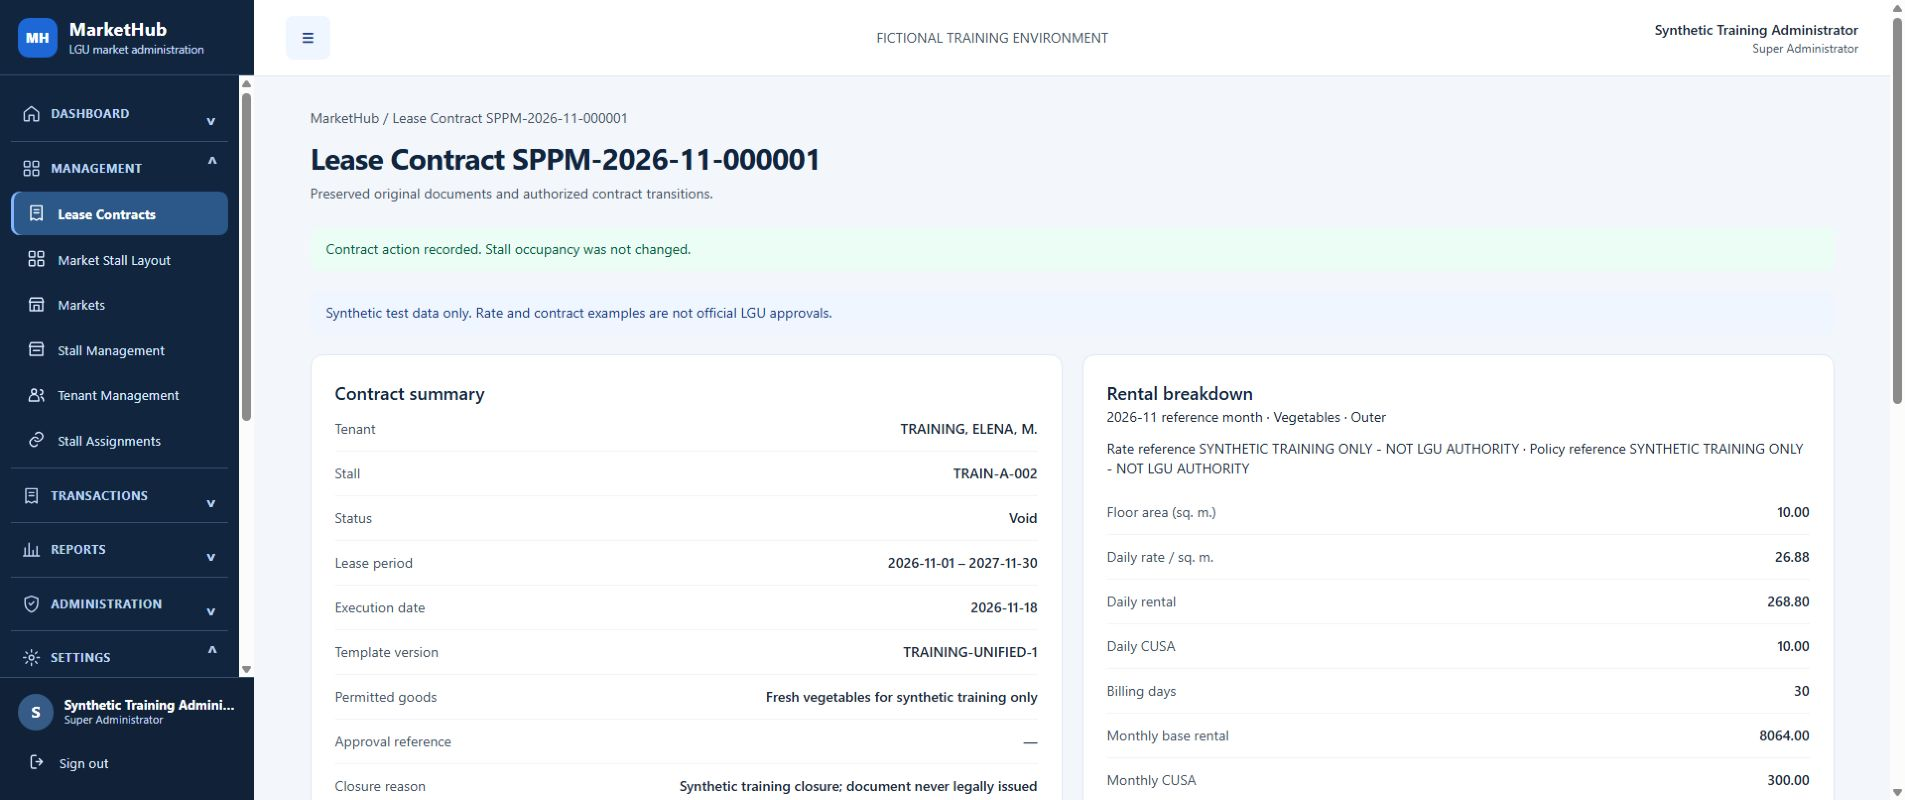 MH
MarketHub
LGU market administration
DASHBOARD
MANAGEMENT
Lease Contracts
Market Stall Layout
Markets
Stall Management
Tenant Management
Stall Assignments
TRANSACTIONS
REPORTS
ADMINISTRATION
SETTINGS
S
Synthetic Training Admini...
Super Administrator
Sign out
FICTIONAL TRAINING ENVIRONMENT
Synthetic Training Administrator
Super Administrator
MarketHub / Lease Contract SPPM-2026-11-000001
Lease Contract SPPM-2026-11-000001
Preserved original documents and authorized contract transitions.
Contract action recorded. Stall occupancy was not changed.
Synthetic test data only. Rate and contract examples are not official LGU approvals.
Contract summary
Tenant TRAINING, ELENA, M.
Stall TRAIN-A-002
Status Void
Lease period 2026-11-01 – 2027-11-30
Execution date 2026-11-18
Template version TRAINING-UNIFIED-1
Permitted goods Fresh vegetables for synthetic training only
Approval reference —
Closure reason Synthetic training closure; document never legally issued
Rental breakdown
2026-11 reference month · Vegetables · Outer
Rate reference SYNTHETIC TRAINING ONLY - NOT LGU AUTHORITY · Policy reference SYNTHETIC TRAINING ONLY
- NOT LGU AUTHORITY
Floor area (sq. m.) 10.00
Daily rate / sq. m. 26.88
Daily rental 268.80
Daily CUSA 10.00
Billing days 30
Monthly base rental 8064.00
Monthly CUSA 300.00